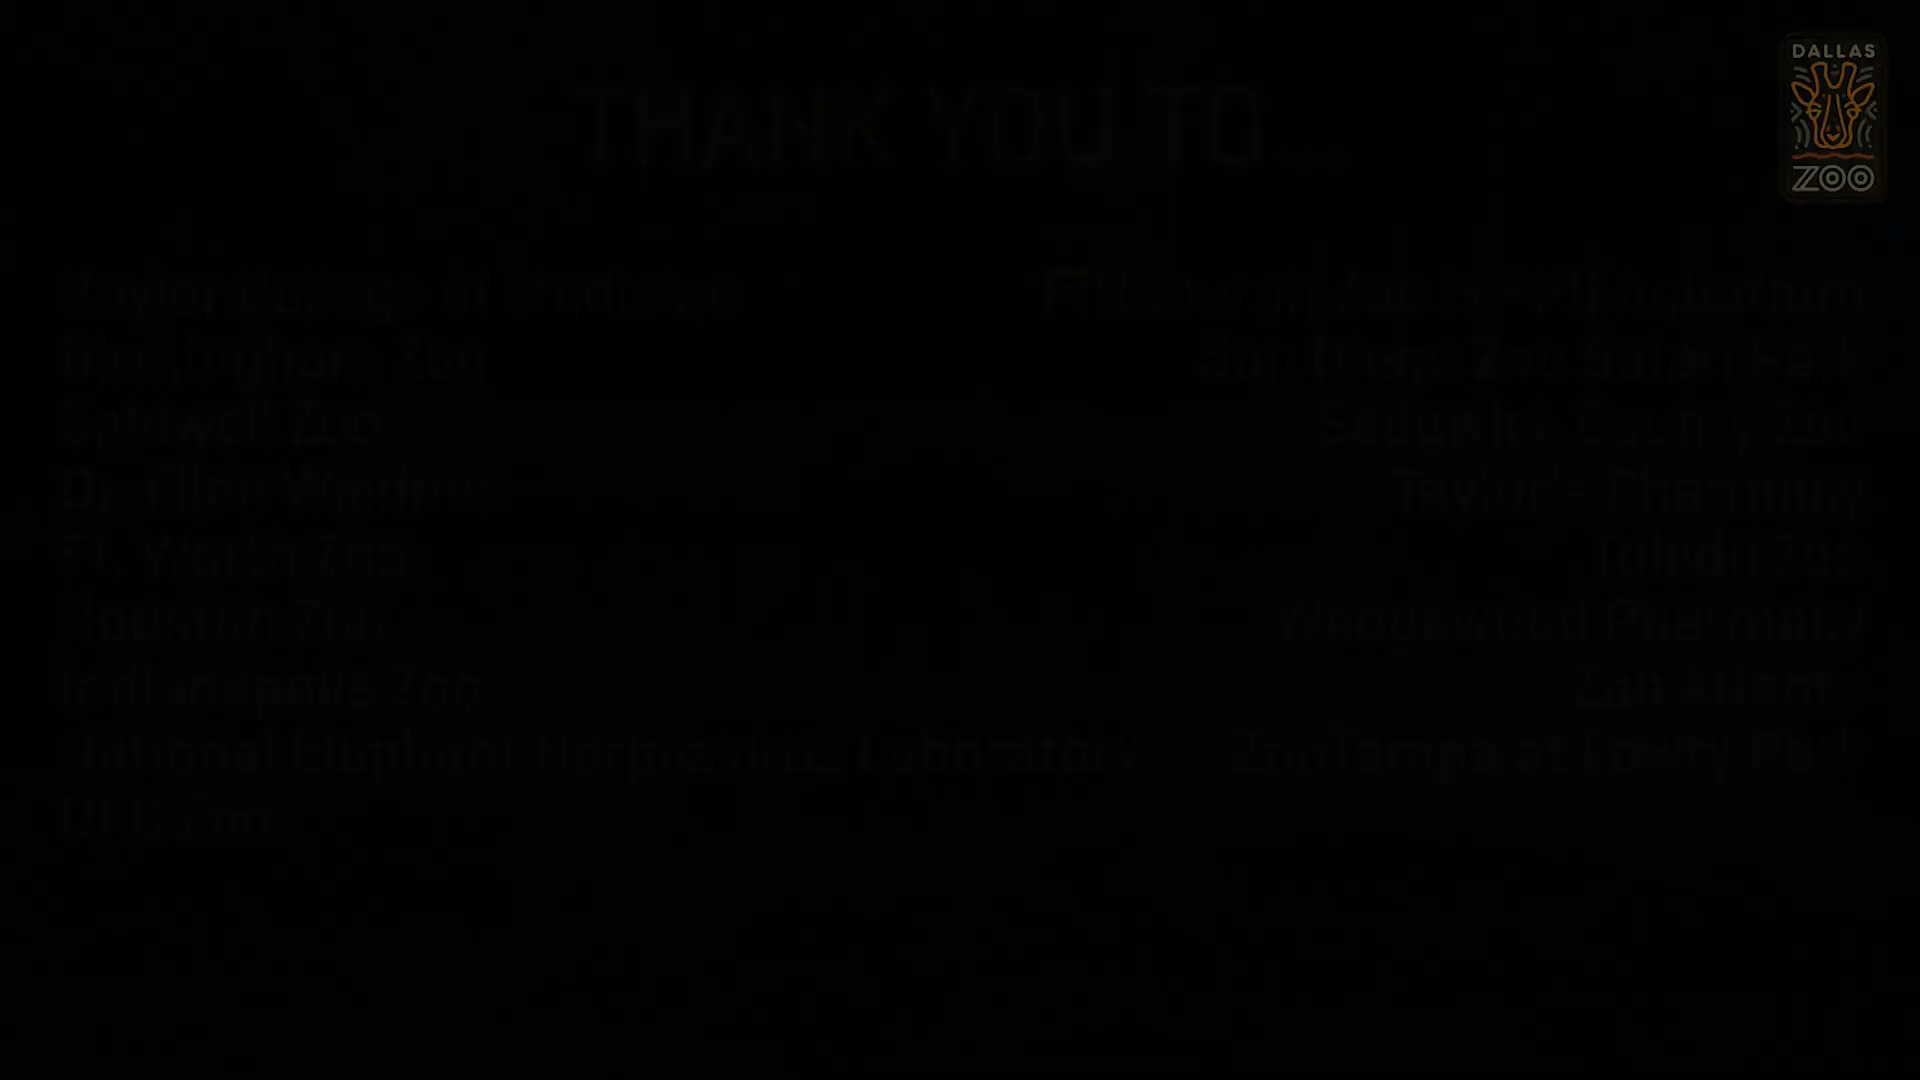 DALLAS
ZOO
THANK YOU TO...
Baylor College of Medicine
Birmingham Zoo
Caldwell Zoo
Dr. Ellen Wiedner
Ft. Worth Zoo
Houston Zoo
Indianapolis Zoo
National Elephant Herpesvirus Laboratory
OKC Zoo
Pittsburgh Zoo & PPG Aquarium
San Diego Zoo Safari Park
Sedgwick County Zoo
Taylor's Pharmacy
Toledo Zoo
Wedgewood Pharmacy
Zoo Atlanta
ZooTampa at Lowry Park